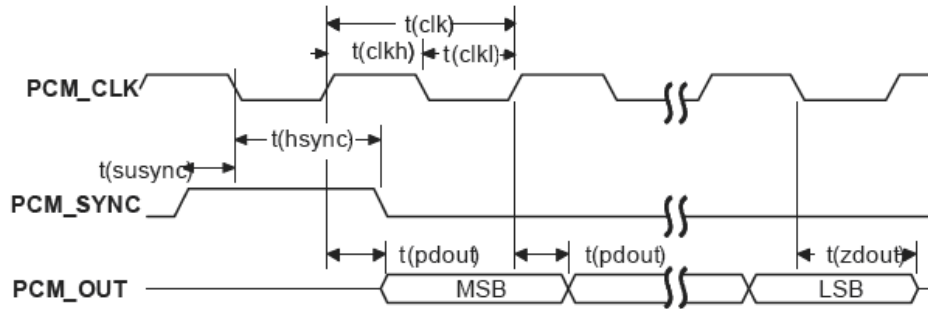 t(clk)
t(clkh) t(clkl)
PCM_CLK
t(hsync)
t(susync)
PCM_SYNC
t(pdout) t(pdout) t(zdout)
PCM_OUT MSB LSB